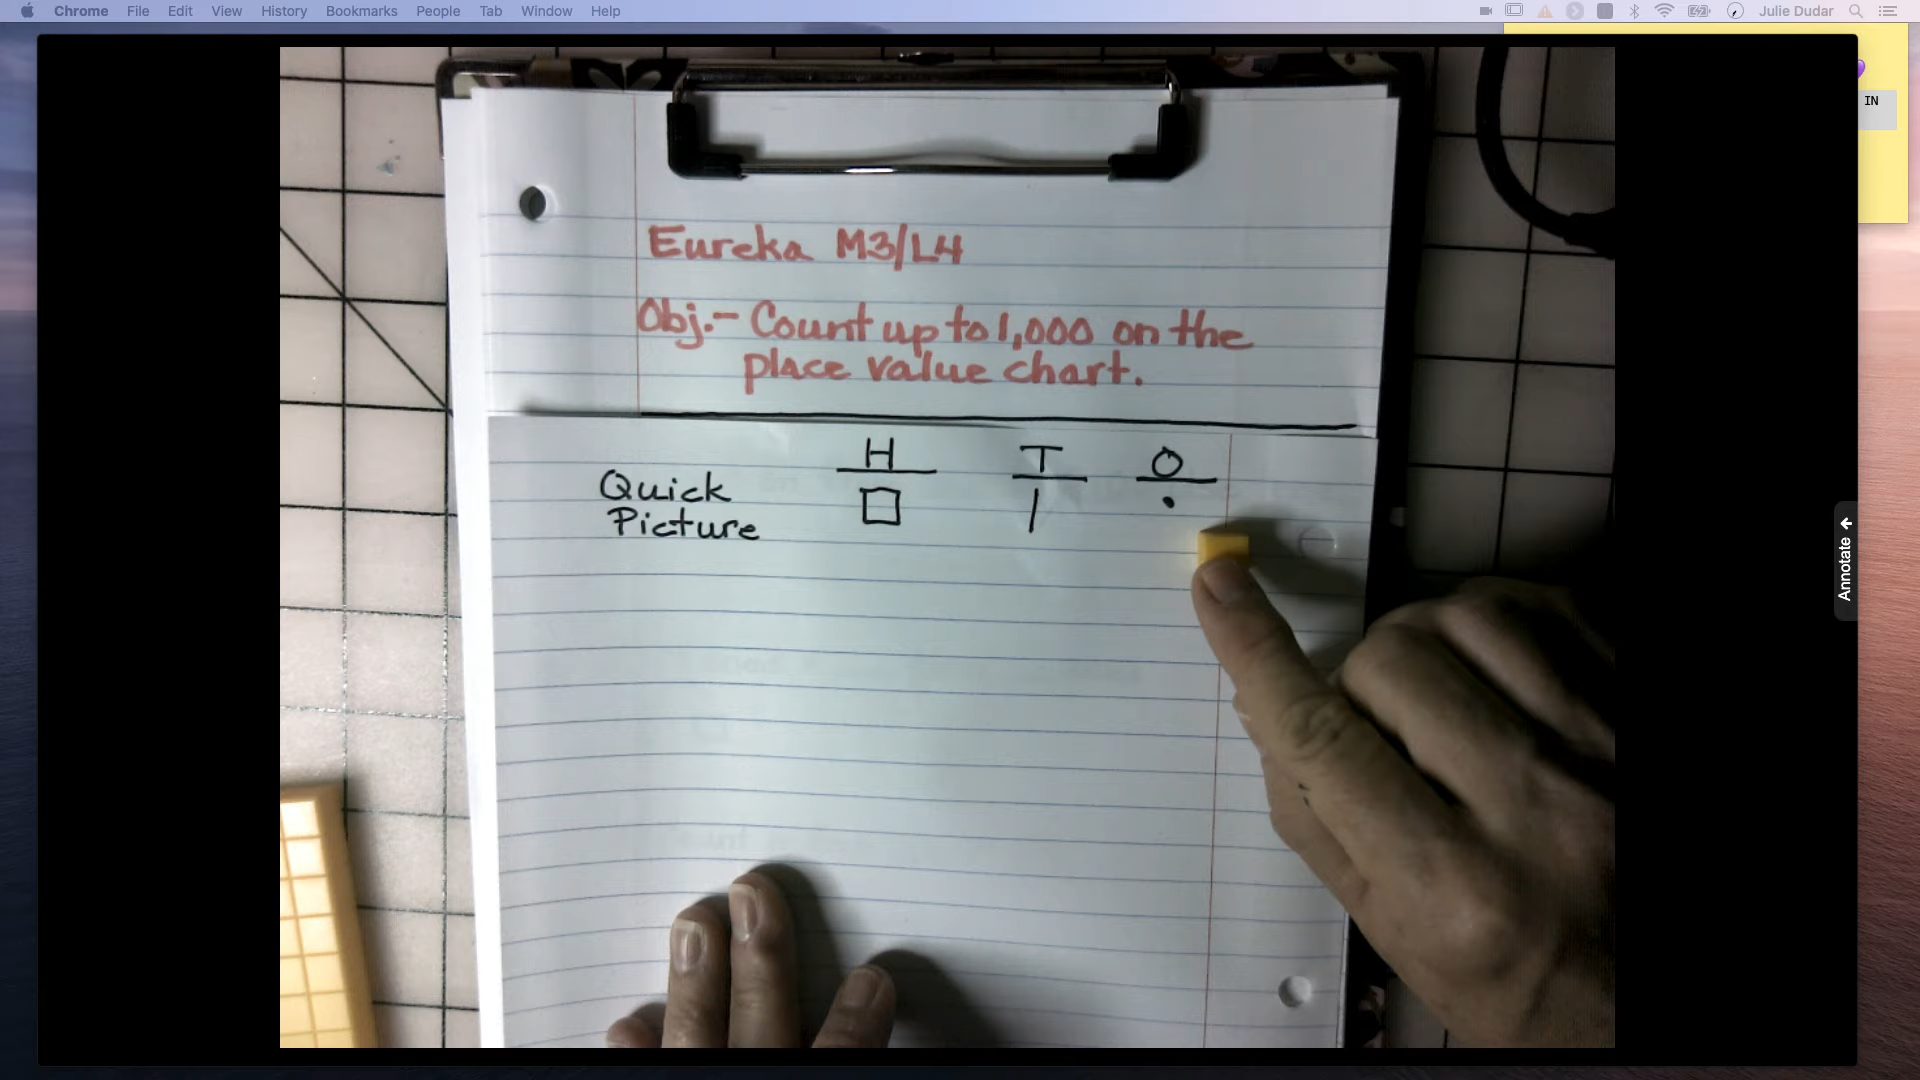 Chrome File Edit View History Bookmarks People Tab Window Help Julie Dudar
IN
Eureka M3/L4
Obj.- Count up to 1,000 on the
place value chart.
H T O
Quick
Picture
Annotate